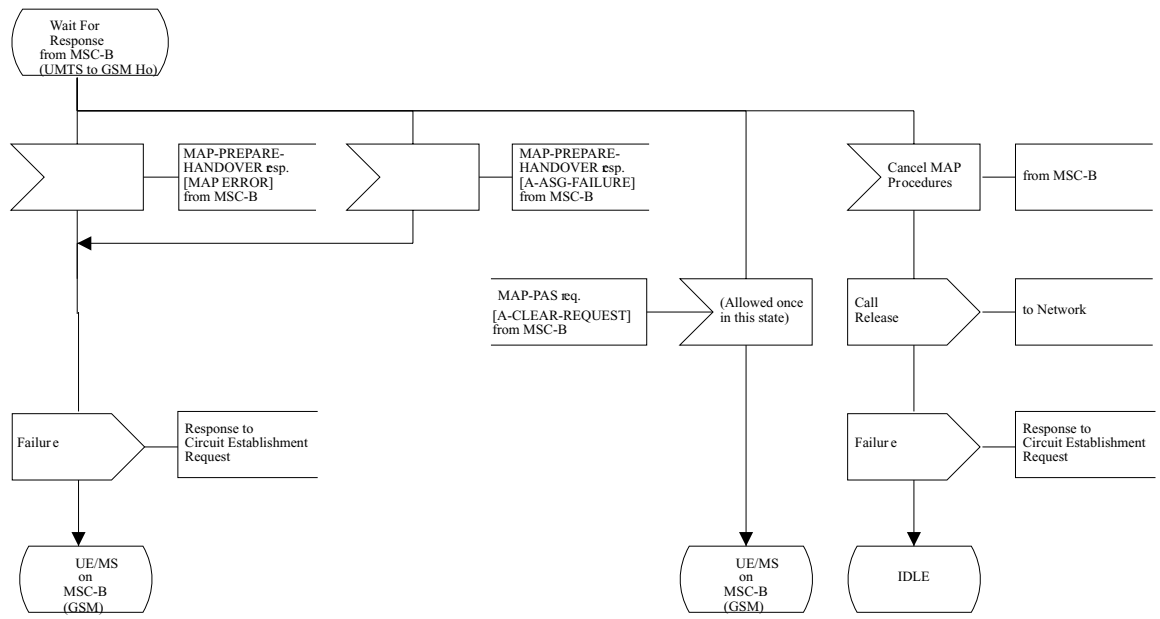 Wait For
Response
from MSC-B
(UMTS to GSM Ho)
MAP-PREPARE-
HANDOVER resp.
[MAP ERROR]
from MSC-B
MAP-PREPARE-
HANDOVER resp.
[A-ASG-FAILURE]
from MSC-B
Cancel MAP
Procedures
from MSC-B
MAP-PAS req.
[A-CLEAR-REQUEST]
from MSC-B
(Allowed once
in this state)
Call
Release
to Network
Failure
Response to
Circuit Establishment
Request
Failure
Response to
Circuit Establishment
Request
UE/MS
on
MSC-B
(GSM)
UE/MS
on
MSC-B
(GSM)
IDLE